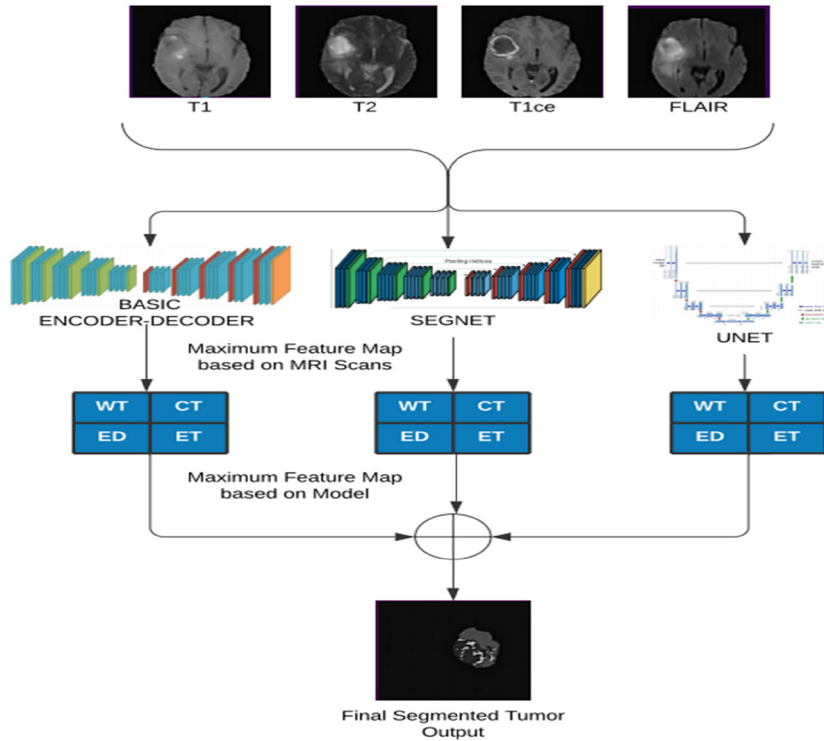 T1
T2
T1ce
FLAIR
BASIC
ENCODER-DECODER
Pooling Indices
SEGNET
UNET
Maximum Feature Map
based on MRI Scans
WT CT
ED ET
WT CT
ED ET
WT CT
ED ET
Maximum Feature Map
based on Model
Final Segmented Tumor
Output